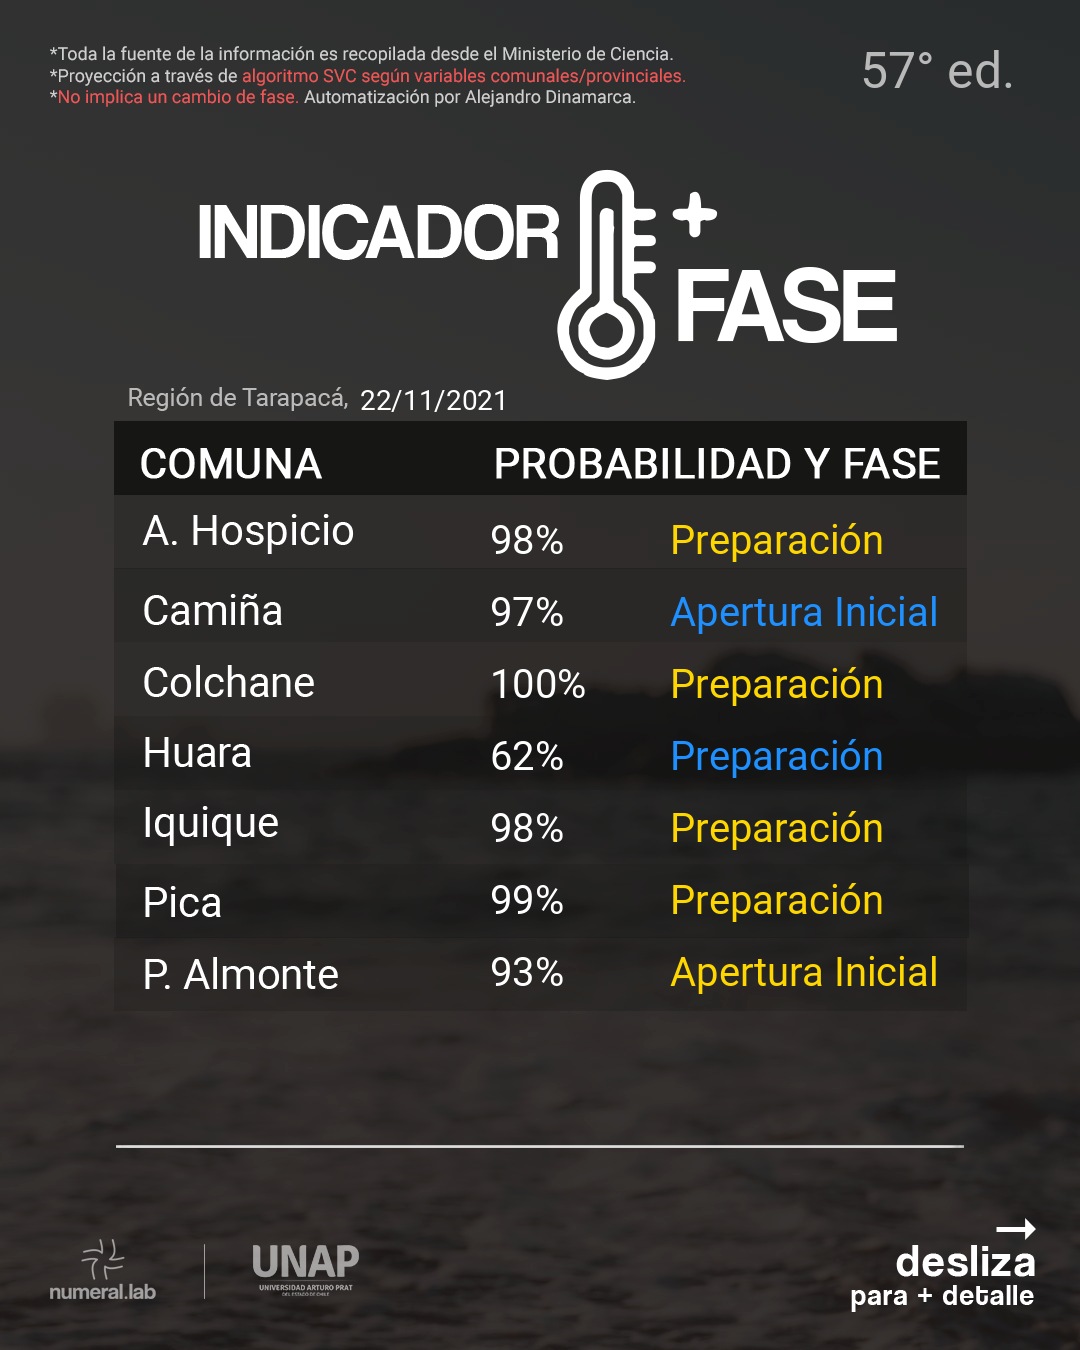 *Toda la fuente de la información es recopilada desde el Ministerio de Ciencia.
*Proyección a través de algoritmo SVC según variables comunales/provinciales.
*No implica un cambio de fase. Automatización por Alejandro Dinamarca.
57° ed.
INDICADOR +
FASE
Región de Tarapacá, 22/11/2021
COMUNA PROBABILIDAD Y FASE
A. Hospicio 98% Preparación
Camiña 97% Apertura Inicial
Colchane 100% Preparación
Huara 62% Preparación
Iquique 98% Preparación
Pica 99% Preparación
P. Almonte 93% Apertura Inicial
numeral.lab
UNAP
UNIVERSIDAD ARTURO PRAT
DEL ESTADO DE CHILE
desliza
para + detalle